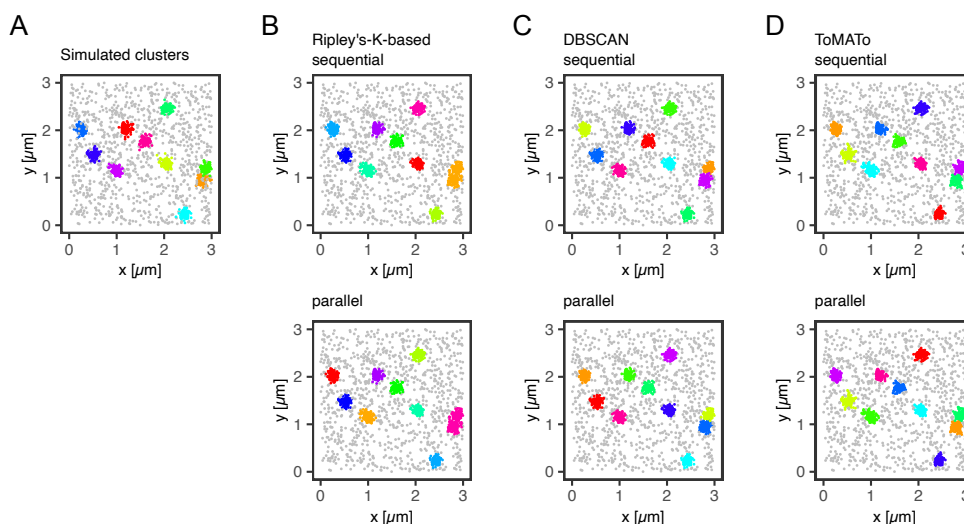 A
B
C
D
Simulated clusters
Ripley's-K-based
sequential
DBSCAN
sequential
ToMATo
sequential
3
2
1
0
y [µm]
0 1 2 3
x [µm]
3
2
1
0
y [µm]
0 1 2 3
x [µm]
3
2
1
0
y [µm]
0 1 2 3
x [µm]
3
2
1
0
y [µm]
0 1 2 3
x [µm]
parallel
parallel
parallel
3
2
1
0
y [µm]
0 1 2 3
x [µm]
3
2
1
0
y [µm]
0 1 2 3
x [µm]
3
2
1
0
y [µm]
0 1 2 3
x [µm]